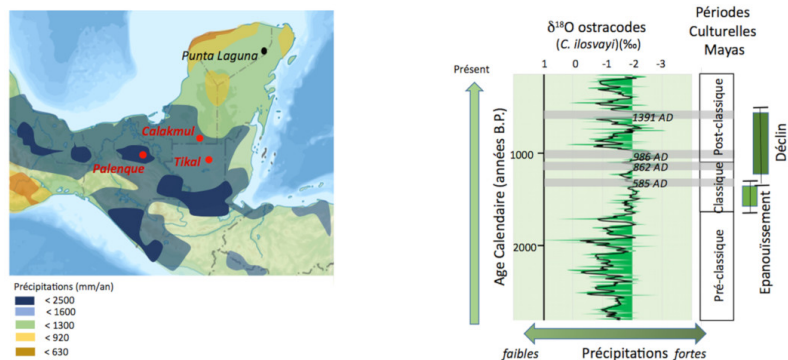 Punta Laguna
Calakmul
Palenque
Tikal
Précipitations (mm/an)
< 2500
< 1600
< 1300
< 920
< 630
δ¹⁸O ostracodes
(C. ilosvayi)(‰)
Périodes
Culturelles
Mayas
Présent
1 0 -1 -2 -3
Age Calendaire (années B.P.)
1000
2000
1391 AD
986 AD
862 AD
585 AD
Post-classique
Classique
Pré-classique
Déclin
Epanouissement
faibles Précipitations fortes